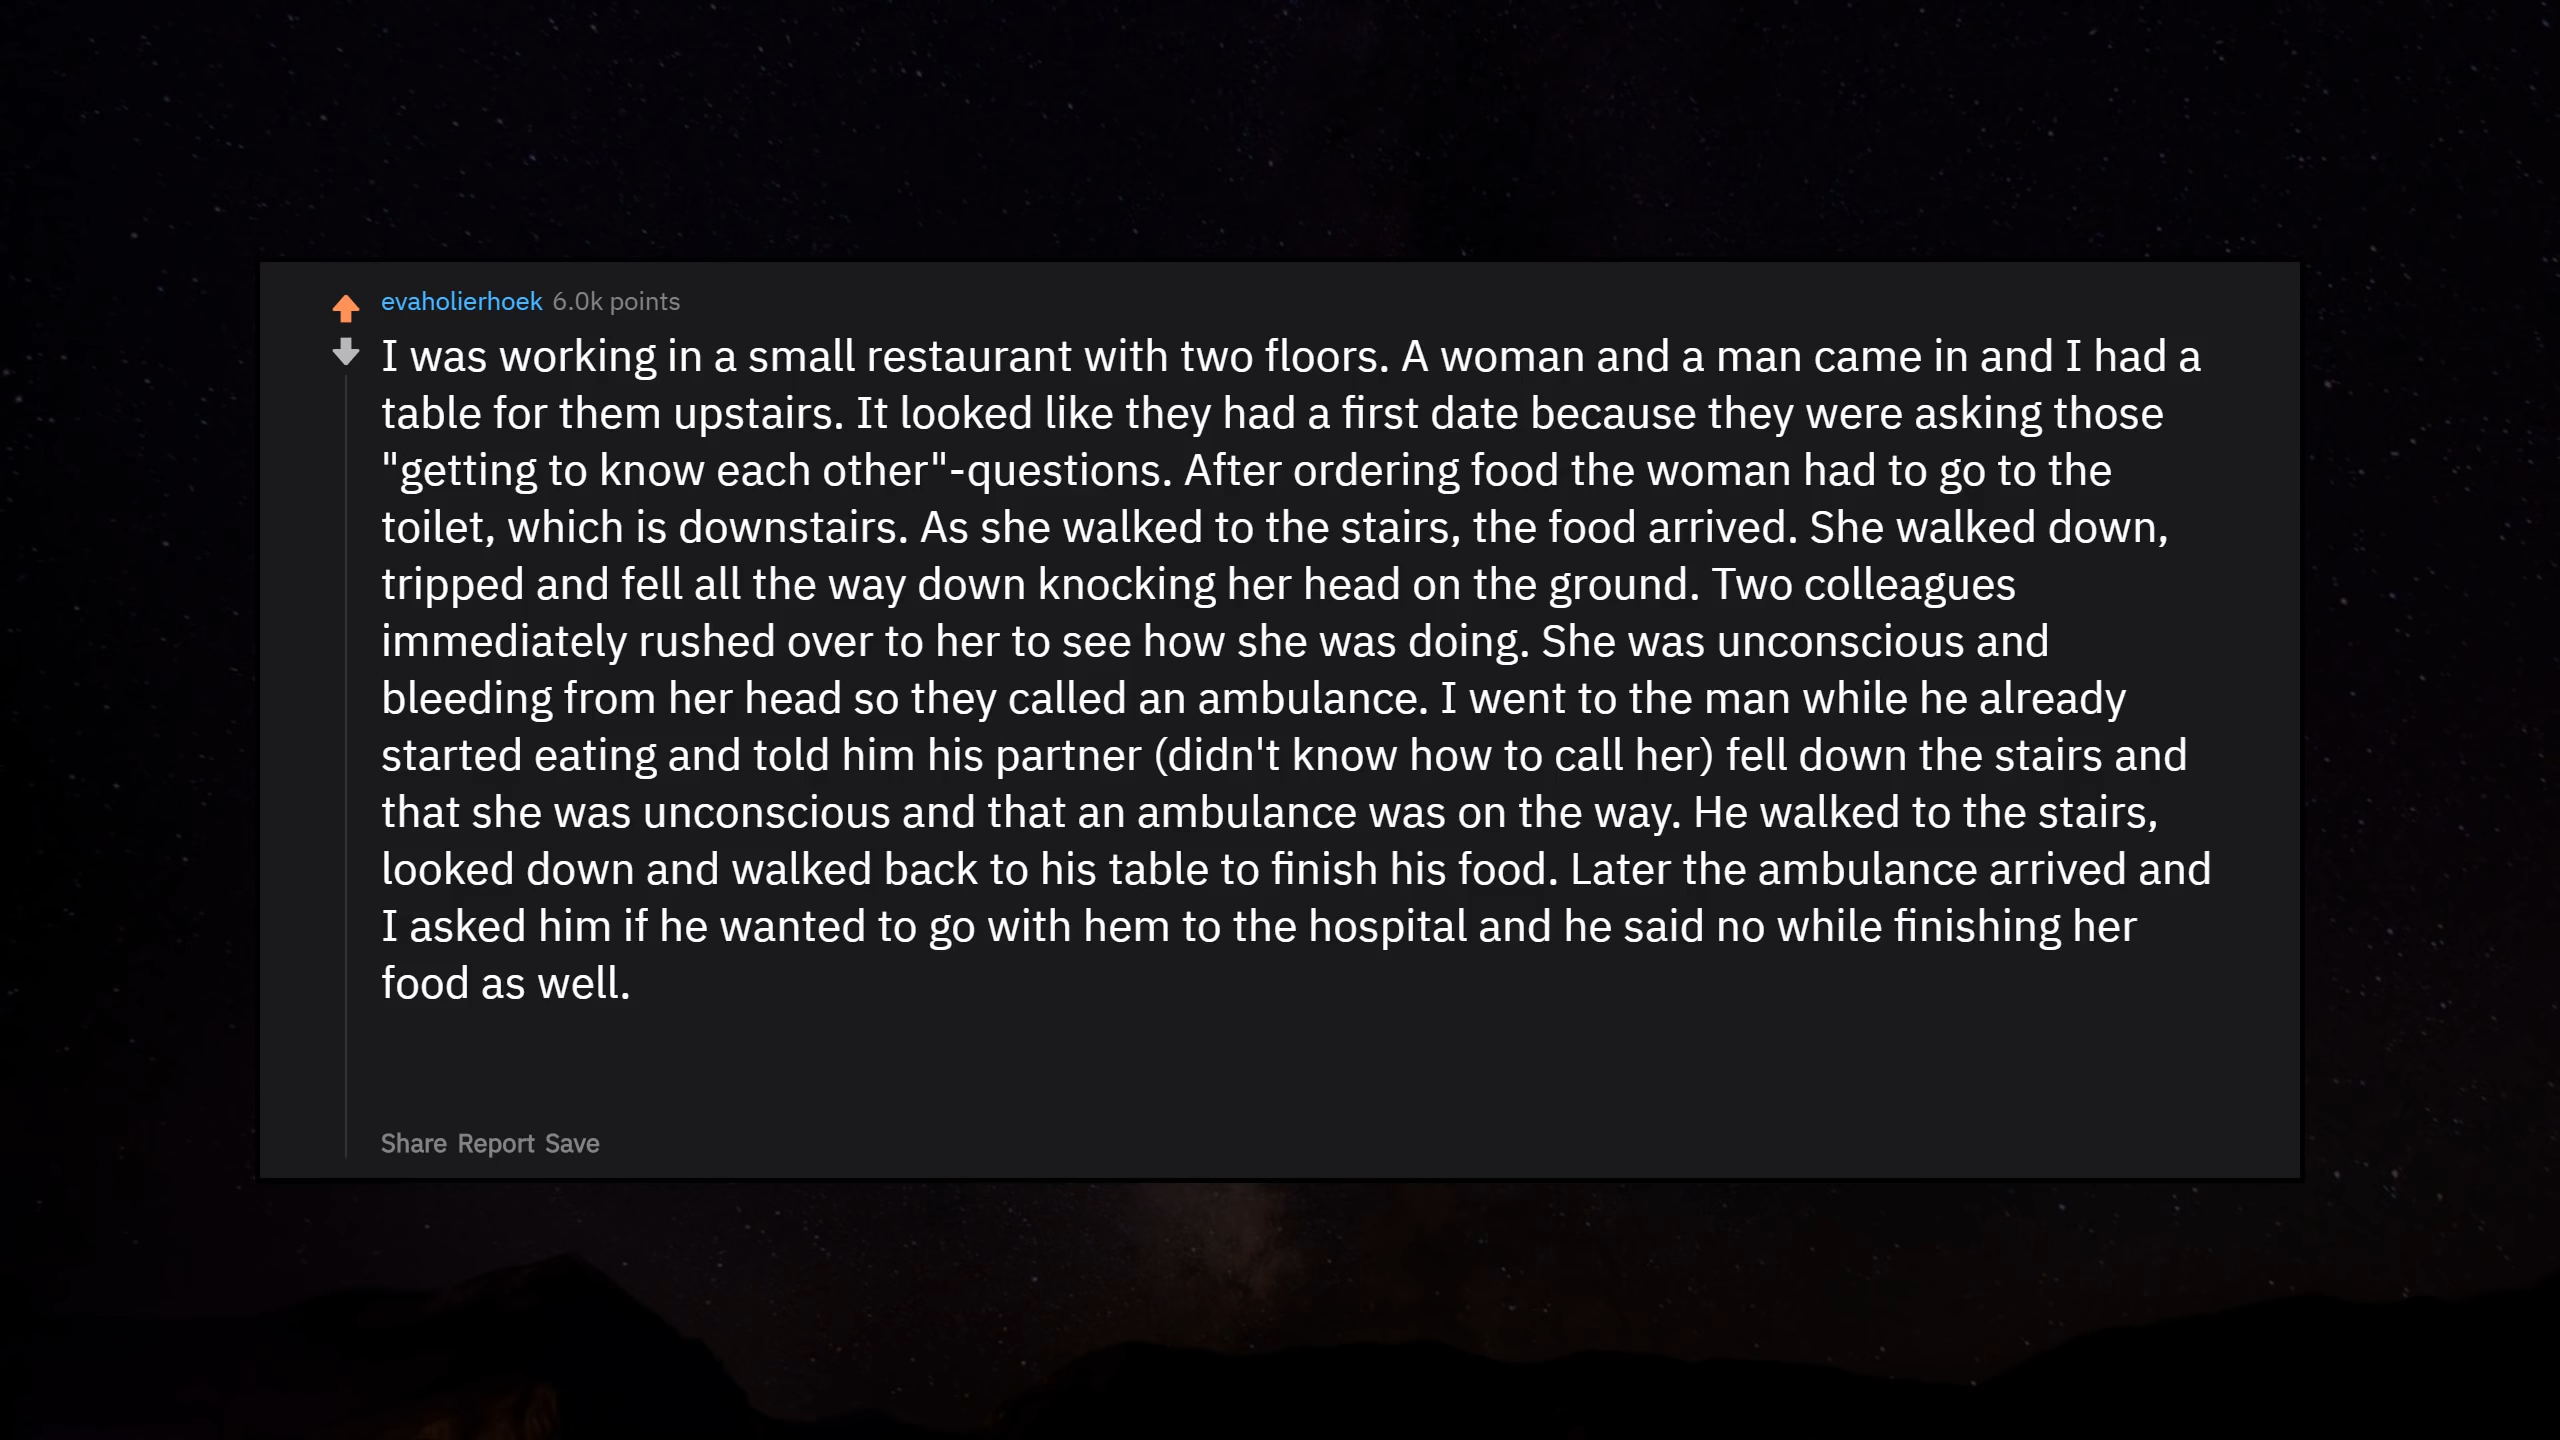 evaholierhoek 6.0k points
I was working in a small restaurant with two floors. A woman and a man came in and I had a
table for them upstairs. It looked like they had a first date because they were asking those
"getting to know each other"-questions. After ordering food the woman had to go to the
toilet, which is downstairs. As she walked to the stairs, the food arrived. She walked down,
tripped and fell all the way down knocking her head on the ground. Two colleagues
immediately rushed over to her to see how she was doing. She was unconscious and
bleeding from her head so they called an ambulance. I went to the man while he already
started eating and told him his partner (didn't know how to call her) fell down the stairs and
that she was unconscious and that an ambulance was on the way. He walked to the stairs,
looked down and walked back to his table to finish his food. Later the ambulance arrived and
I asked him if he wanted to go with hem to the hospital and he said no while finishing her
food as well.
Share Report Save